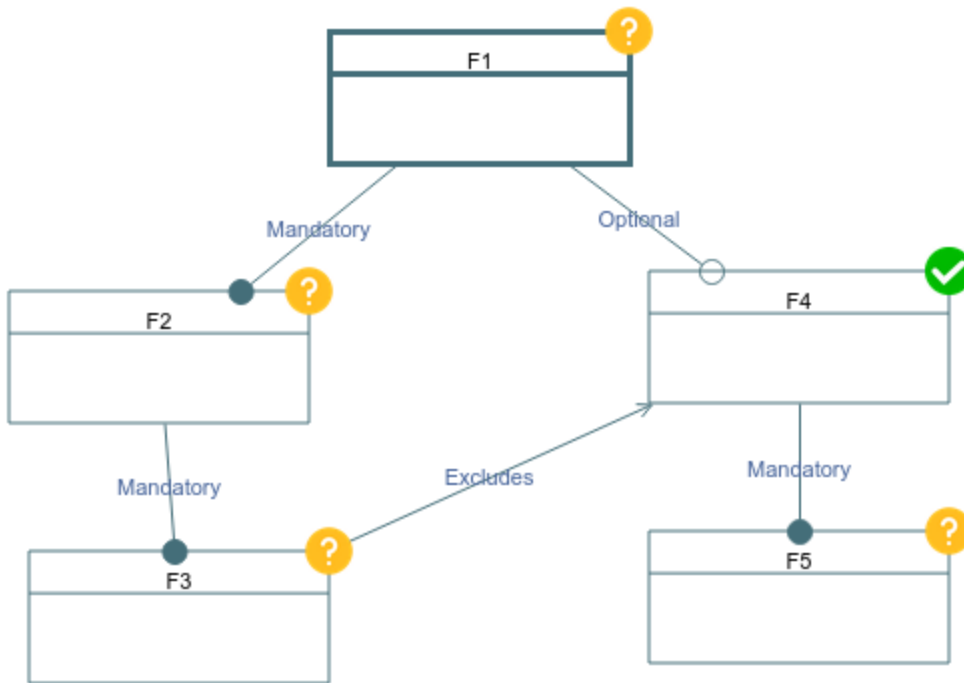 ?
F1
Mandatory
Optional
?
F2
F4
Mandatory
Excludes
Mandatory
?
F3
?
F5